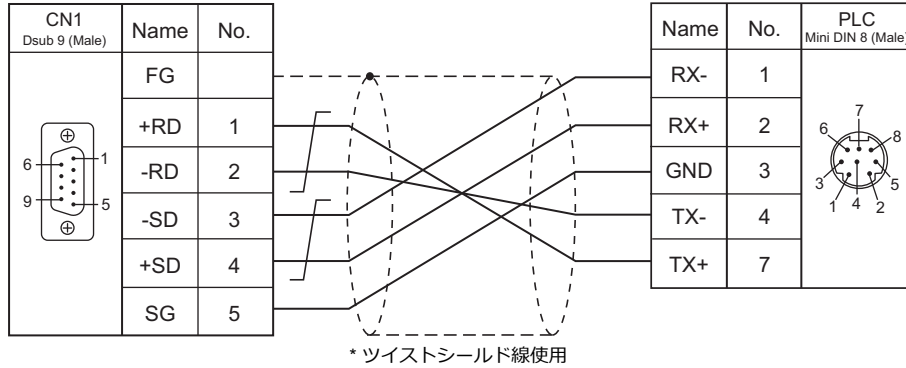 CN1
Dsub 9 (Male)
Name No.
FG
+RD 1
-RD 2
-SD 3
+SD 4
SG 5
6 1
9 5
Name No.
RX- 1
RX+ 2
GND 3
TX- 4
TX+ 7
PLC
Mini DIN 8 (Male)
7
6 8
3 5
1 4 2
* ツイストシールド線使用